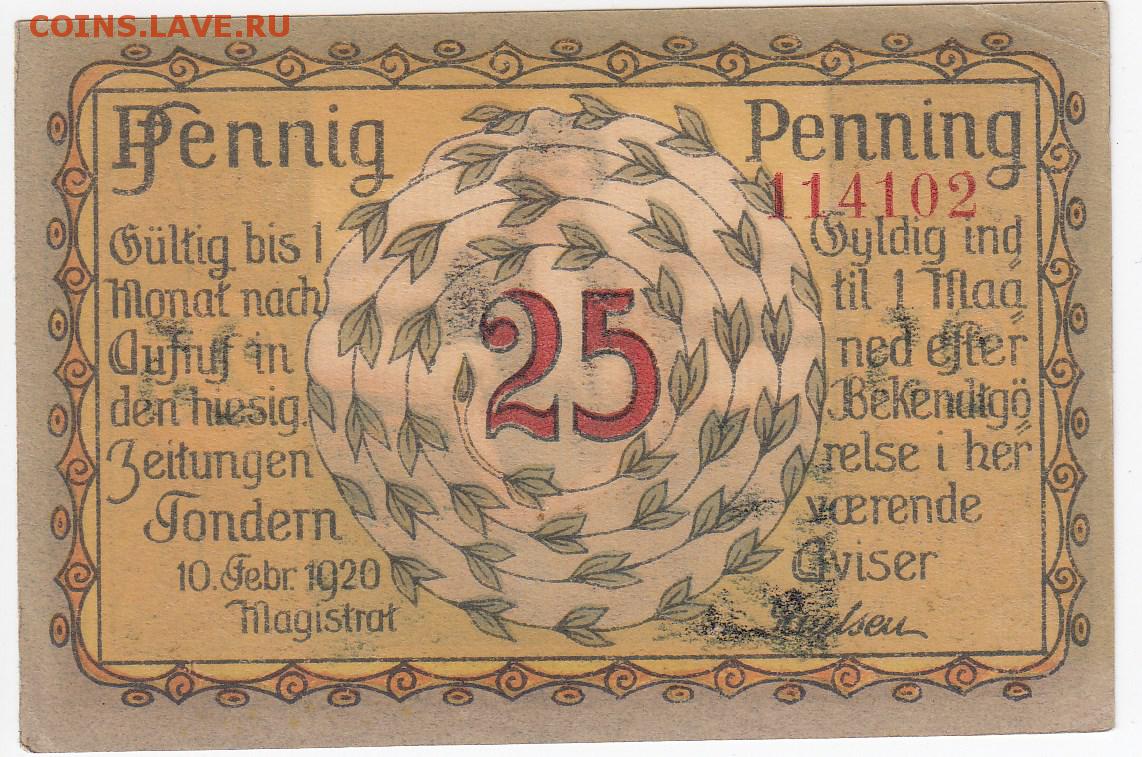 COINS.LAVE.RU
Pfennig
Gültig bis 1
Monat nach
Aufruf in
den hiesig.
Zeitungen
Tondern
10. Febr. 1920
Magistrat
25
Penning
114102
Gyldig ind
til 1 Maa
ned efter
Bekendtgö
relse i her
værende
Aviser